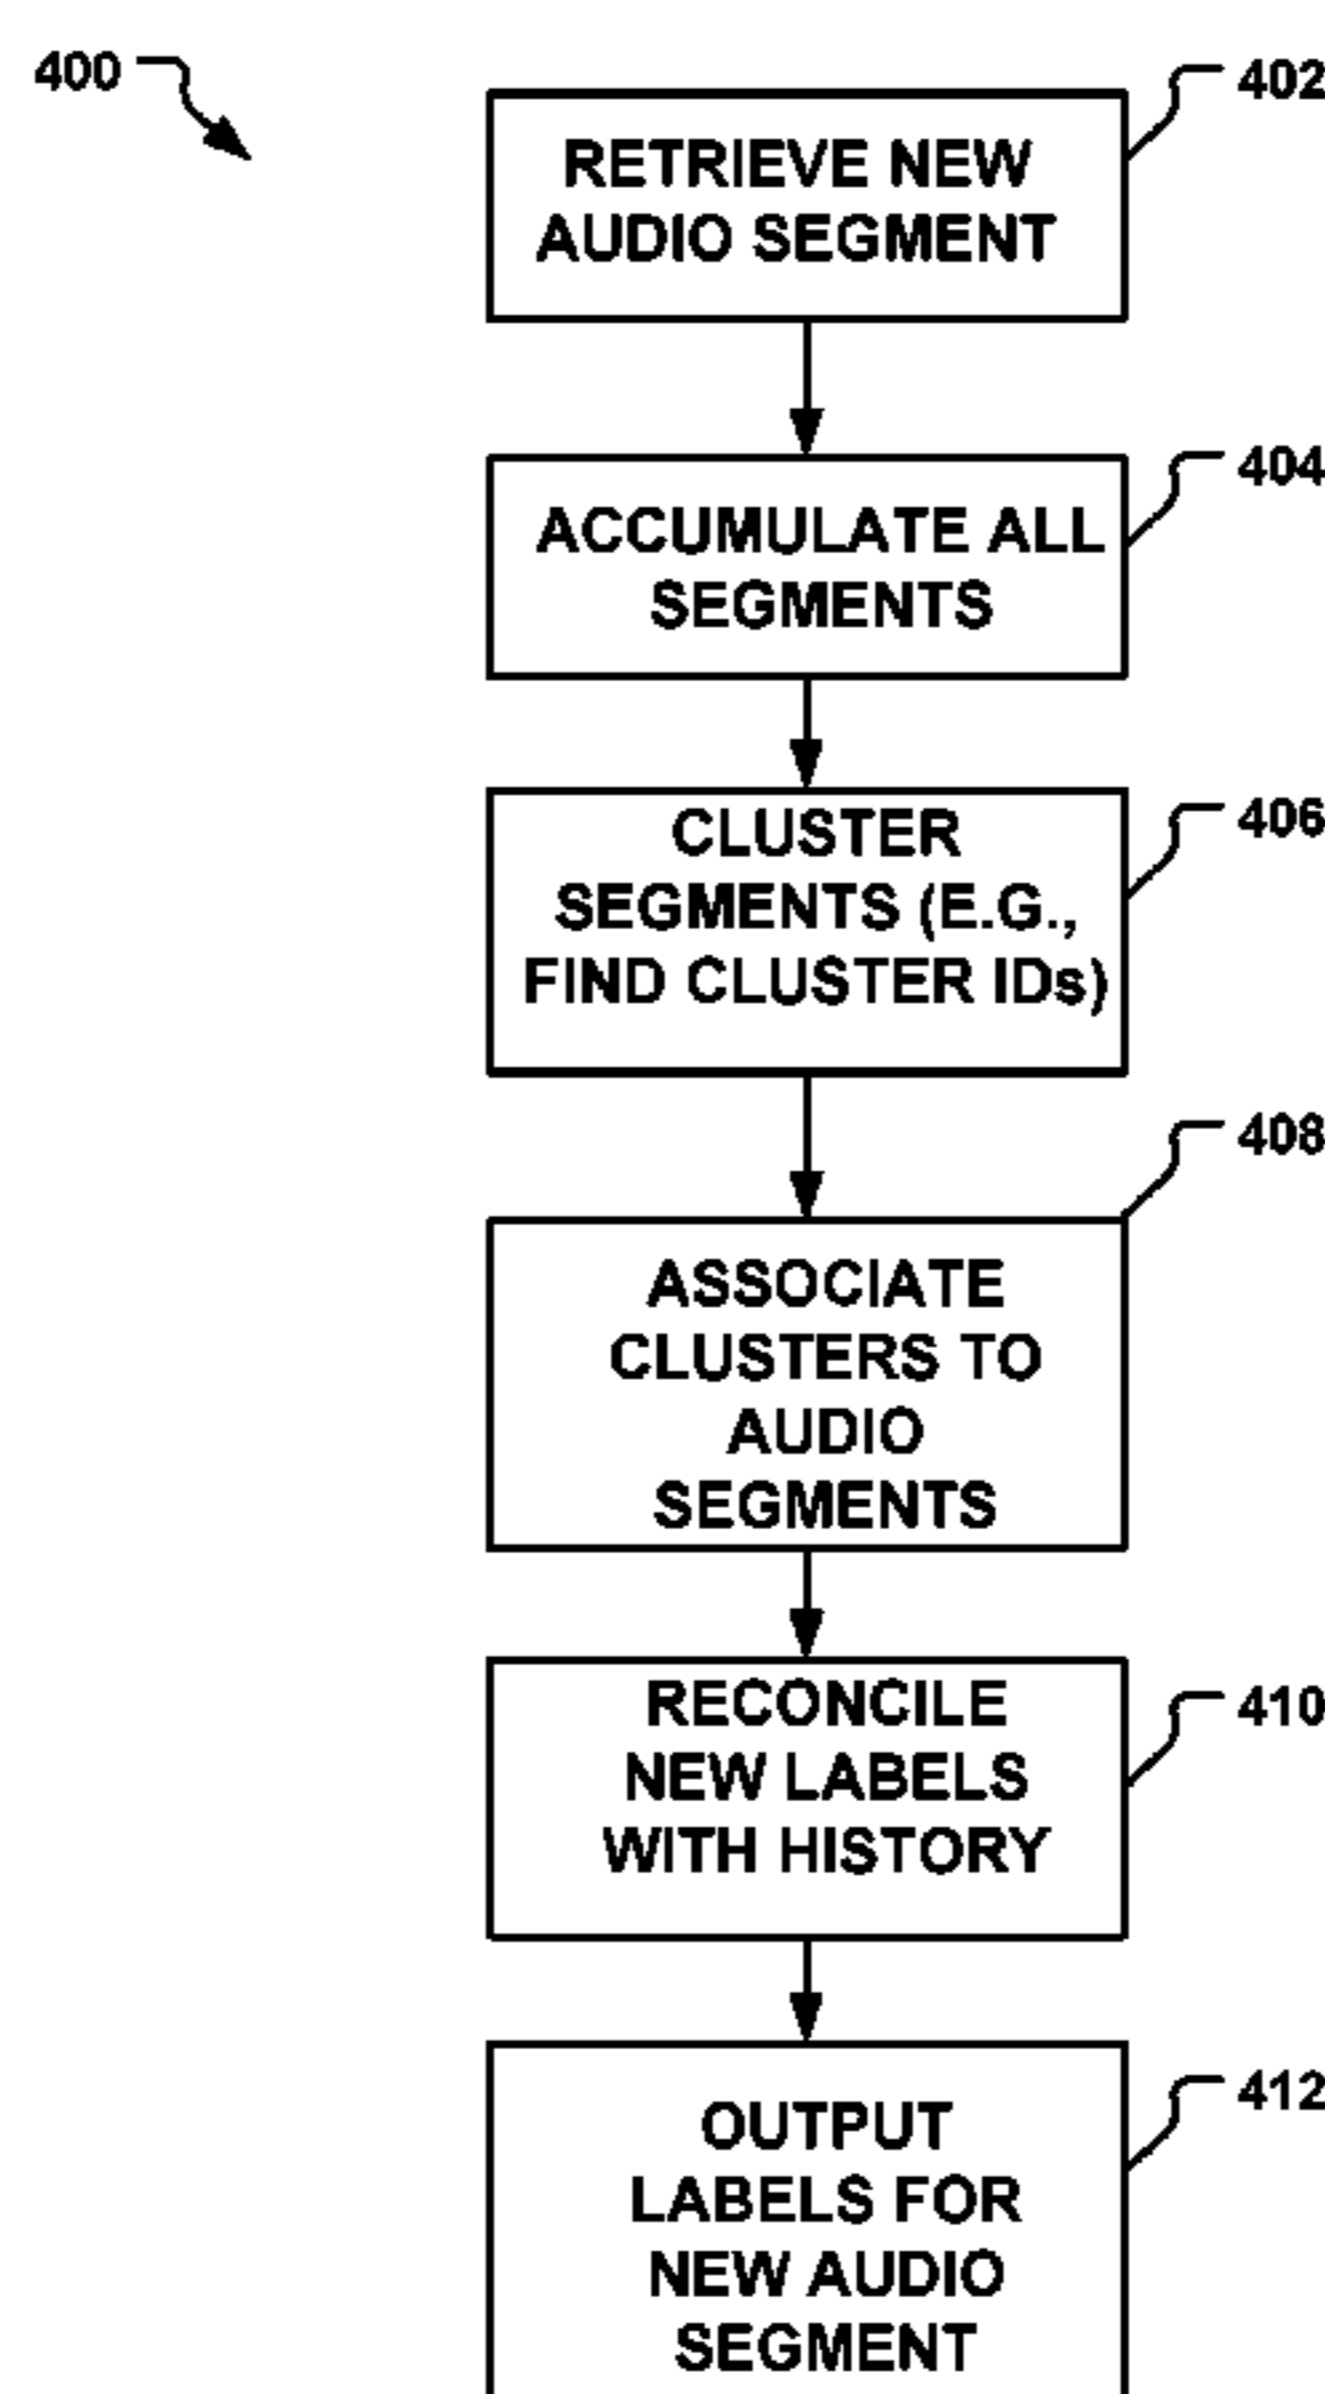 400
402
RETRIEVE NEW
AUDIO SEGMENT
404
ACCUMULATE ALL
SEGMENTS
406
CLUSTER
SEGMENTS (E.G.,
FIND CLUSTER IDs)
408
ASSOCIATE
CLUSTERS TO
AUDIO
SEGMENTS
410
RECONCILE
NEW LABELS
WITH HISTORY
412
OUTPUT
LABELS FOR
NEW AUDIO
SEGMENT